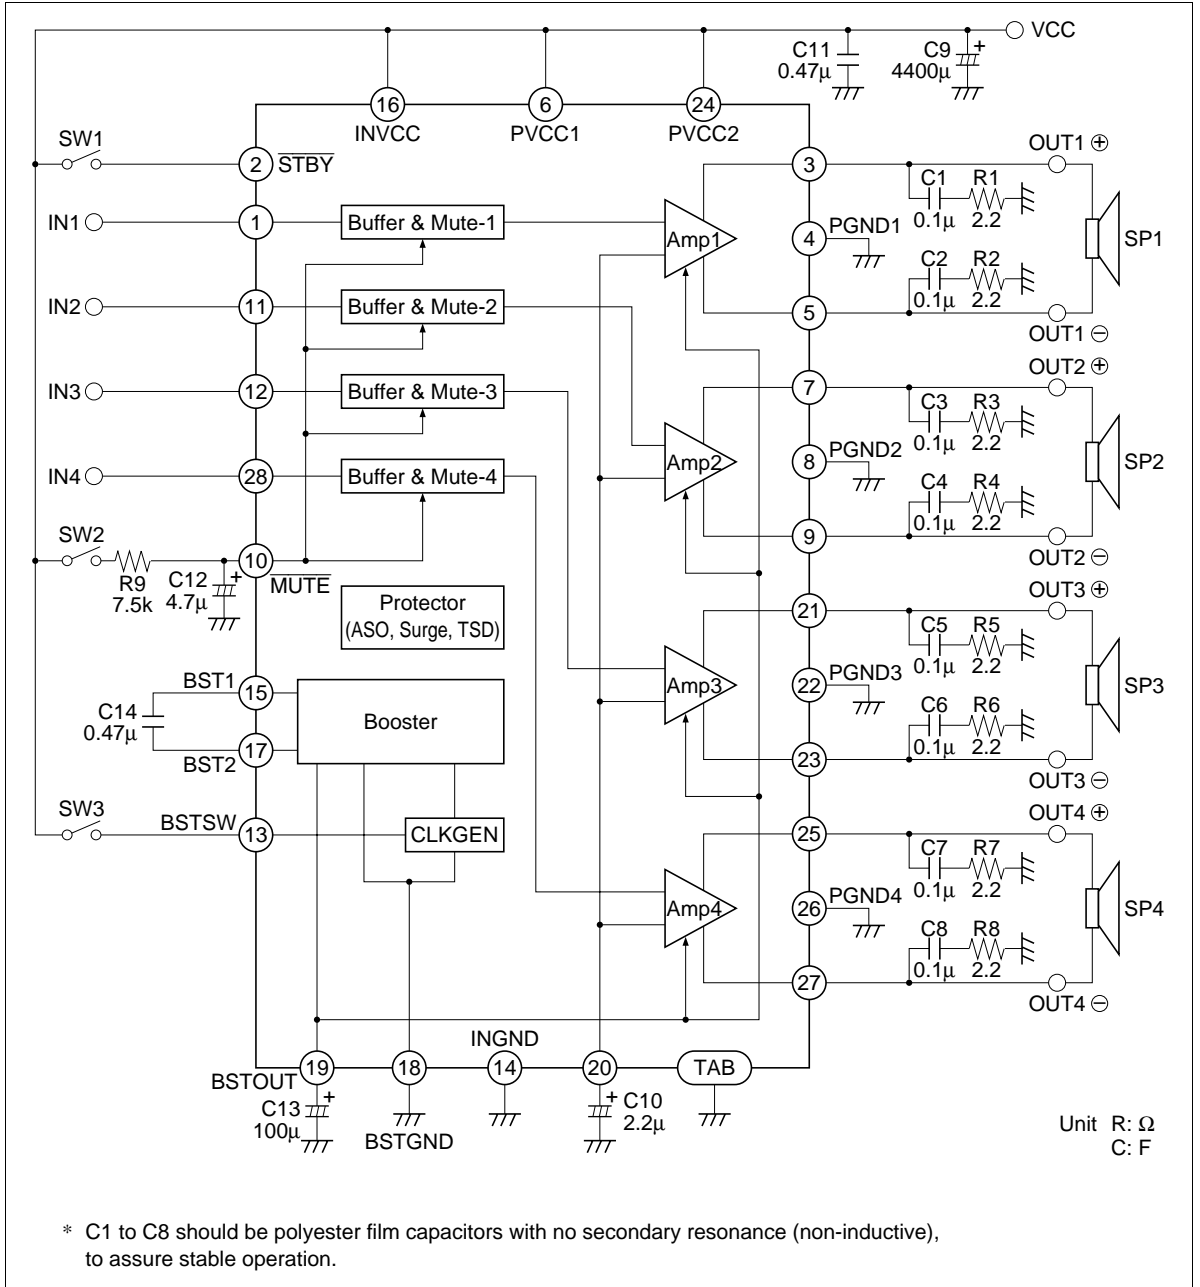 VCC
C11
0.47µ
C9
+
4400µ
16
INVCC
6
PVCC1
24
PVCC2
SW1
2
STBY
3
OUT1 ⊕
C1
0.1µ
R1
2.2
IN1
1
Buffer & Mute-1
Amp1
4
PGND1
SP1
C2
0.1µ
R2
2.2
IN2
11
Buffer & Mute-2
5
OUT1 ⊖
OUT2 ⊕
IN3
12
Buffer & Mute-3
7
C3
0.1µ
R3
2.2
Amp2
8
PGND2
SP2
IN4
28
Buffer & Mute-4
C4
0.1µ
R4
2.2
SW2
R9
7.5k
C12
4.7µ
+
10
MUTE
9
OUT2 ⊖
OUT3 ⊕
Protector
(ASO, Surge, TSD)
21
C5
0.1µ
R5
2.2
BST1
15
C14
0.47µ
Booster
Amp3
22
PGND3
SP3
17
BST2
C6
0.1µ
R6
2.2
23
OUT3 ⊖
SW3
BSTSW
13
CLKGEN
OUT4 ⊕
25
C7
0.1µ
R7
2.2
Amp4
26
PGND4
SP4
C8
0.1µ
R8
2.2
27
OUT4 ⊖
INGND
BSTOUT
19
18
14
20
TAB
C13
100µ
+
BSTGND
+
C10
2.2µ
Unit R: Ω
C: F
* C1 to C8 should be polyester film capacitors with no secondary resonance (non-inductive),
to assure stable operation.